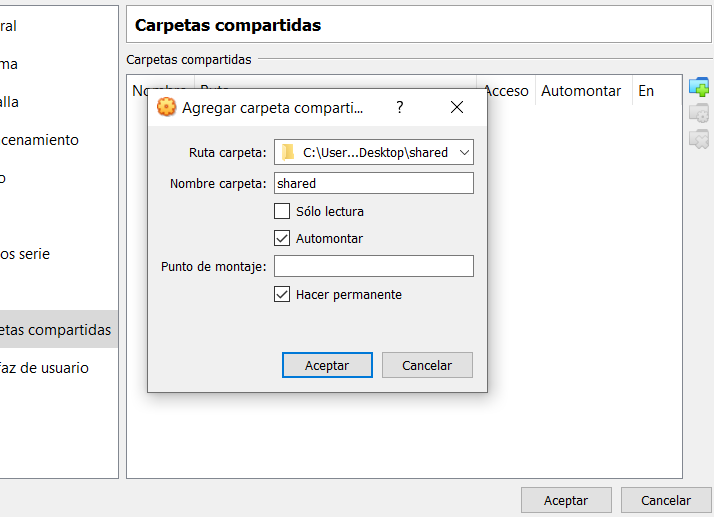 ral
Carpetas compartidas
Carpetas compartidas
ma
Acceso Automontar En
alla
Agregar carpeta comparti... ?
cenamiento
Ruta carpeta: C:\User...Desktop\shared
o
Nombre carpeta: shared
Sólo lectura
Automontar
os serie
Punto de montaje:
Hacer permanente
etas compartidas
faz de usuario
Aceptar Cancelar
Aceptar Cancelar